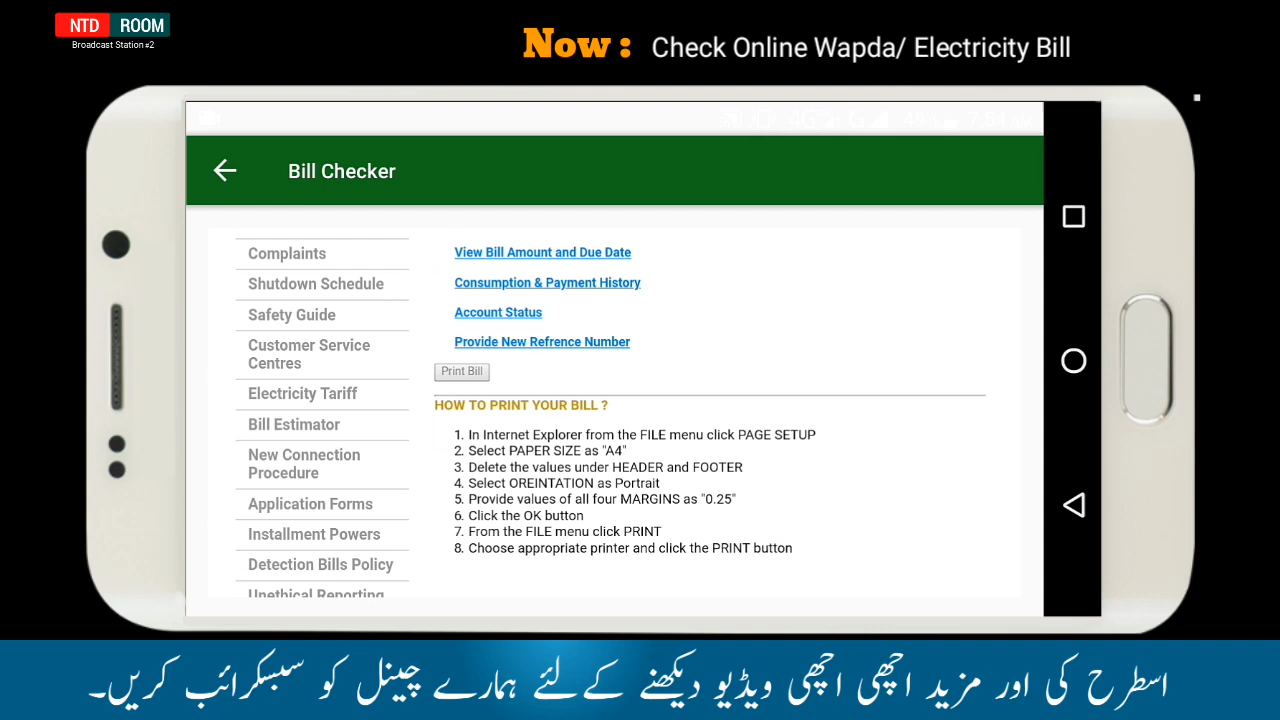 NTD ROOM
Broadcast Station #2
Now : Check Online Wapda/ Electricity Bill
Bill Checker
Complaints
Shutdown Schedule
Safety Guide
Customer Service
Centres
Electricity Tariff
Bill Estimator
New Connection
Procedure
Application Forms
Installment Powers
Detection Bills Policy
Unethical Reporting
View Bill Amount and Due Date
Consumption & Payment History
Account Status
Provide New Refrence Number
Print Bill
HOW TO PRINT YOUR BILL ?
1. In Internet Explorer from the FILE menu click PAGE SETUP
2. Select PAPER SIZE as "A4"
3. Delete the values under HEADER and FOOTER
4. Select OREINTATION as Portrait
5. Provide values of all four MARGINS as "0.25"
6. Click the OK button
7. From the FILE menu click PRINT
8. Choose appropriate printer and click the PRINT button
اسطرح کی اور مزید اچھی اچھی ویڈیو دیکھنے کےلئے ہمارے چینل کو سبسکرائب کریں۔